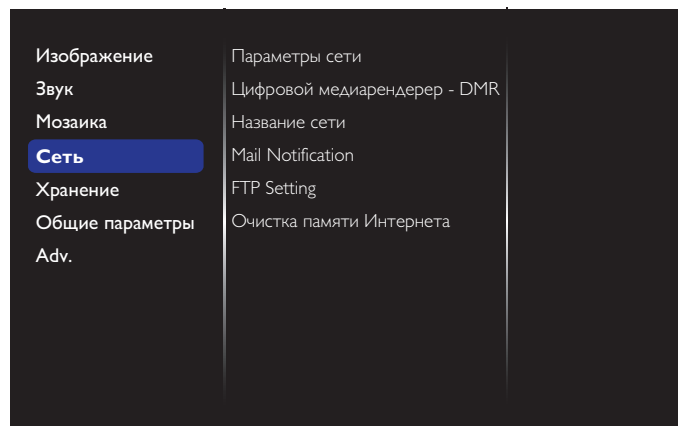 Изображение
Звук
Мозаика
Сеть
Хранение
Общие параметры
Adv.
Параметры сети
Цифровой медиарендерер - DMR
Название сети
Mail Notification
FTP Setting
Очистка памяти Интернета